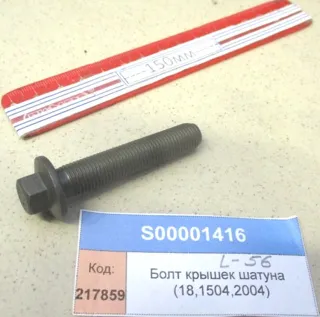 150мм
S00001416
L-56
Код:
217859
Болт крышек шатуна
(18,1504,2004)